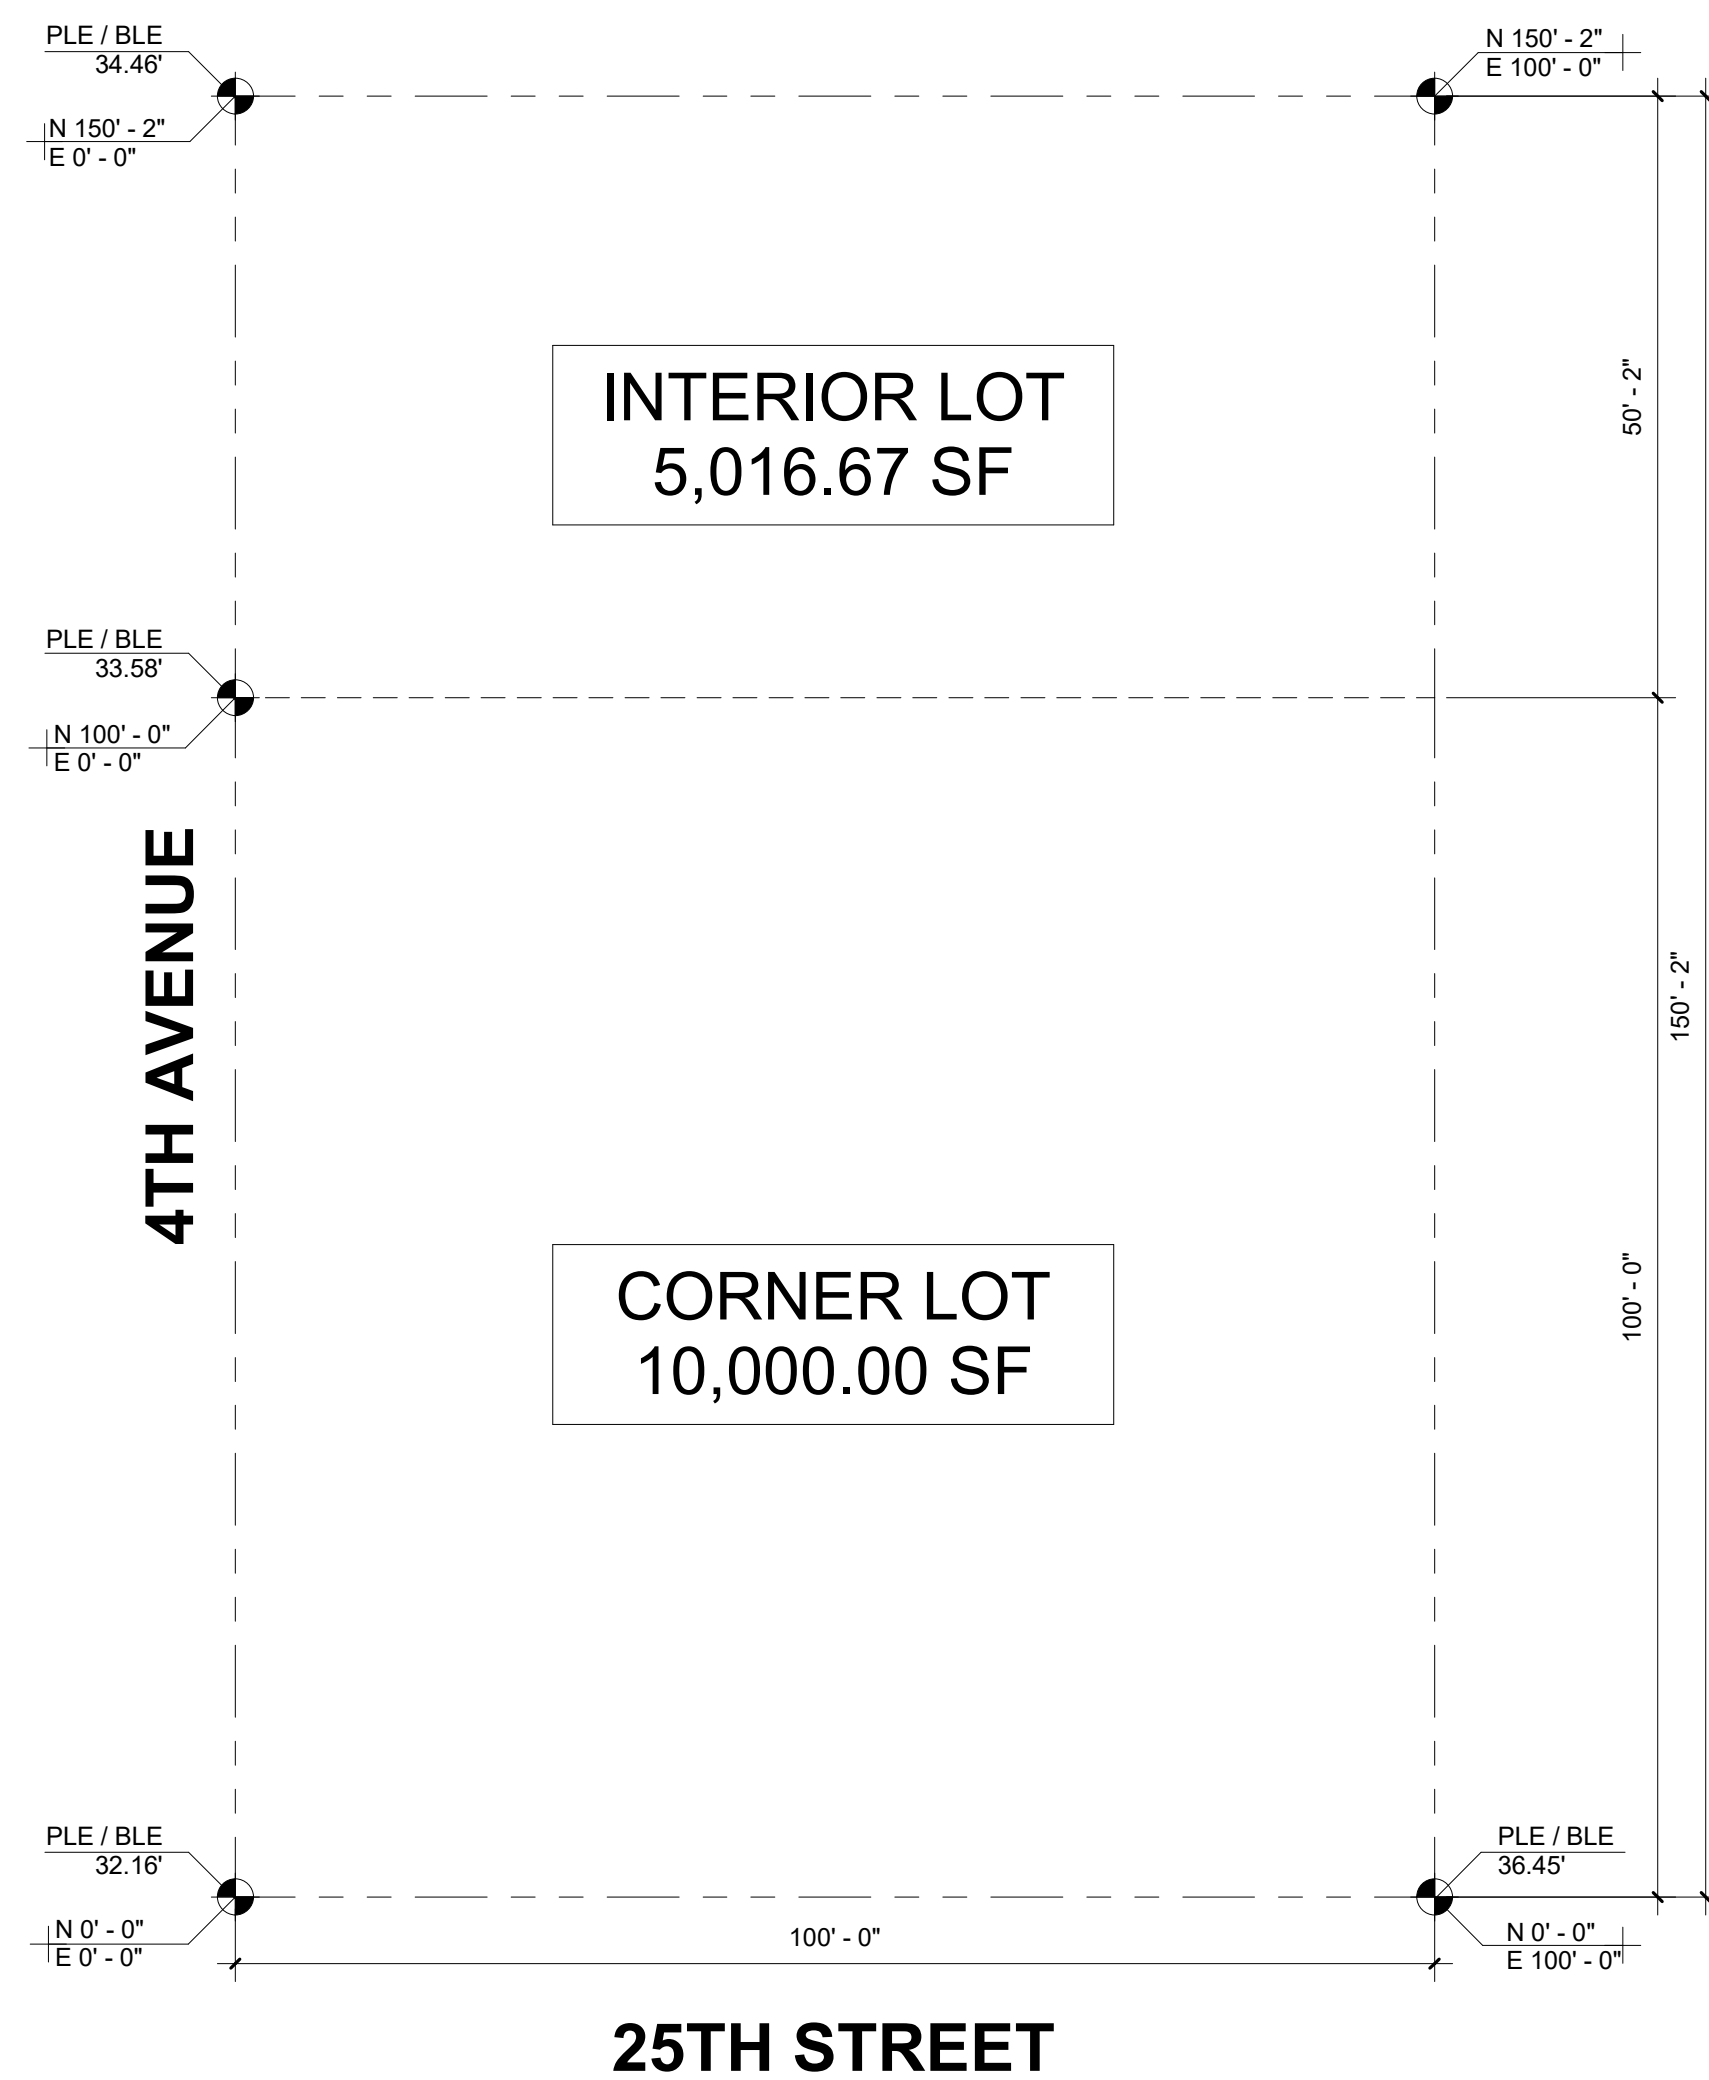 PLE / BLE
34.46'
N 150' - 2"
E 0' - 0"
N 150' - 2"
E 100' - 0"
INTERIOR LOT
5,016.67 SF
50' - 2"
PLE / BLE
33.58'
N 100' - 0"
E 0' - 0"
4TH AVENUE
150' - 2"
CORNER LOT
10,000.00 SF
100' - 0"
PLE / BLE
32.16'
N 0' - 0"
E 0' - 0"
PLE / BLE
36.45'
N 0' - 0"
E 100' - 0"
100' - 0"
25TH STREET